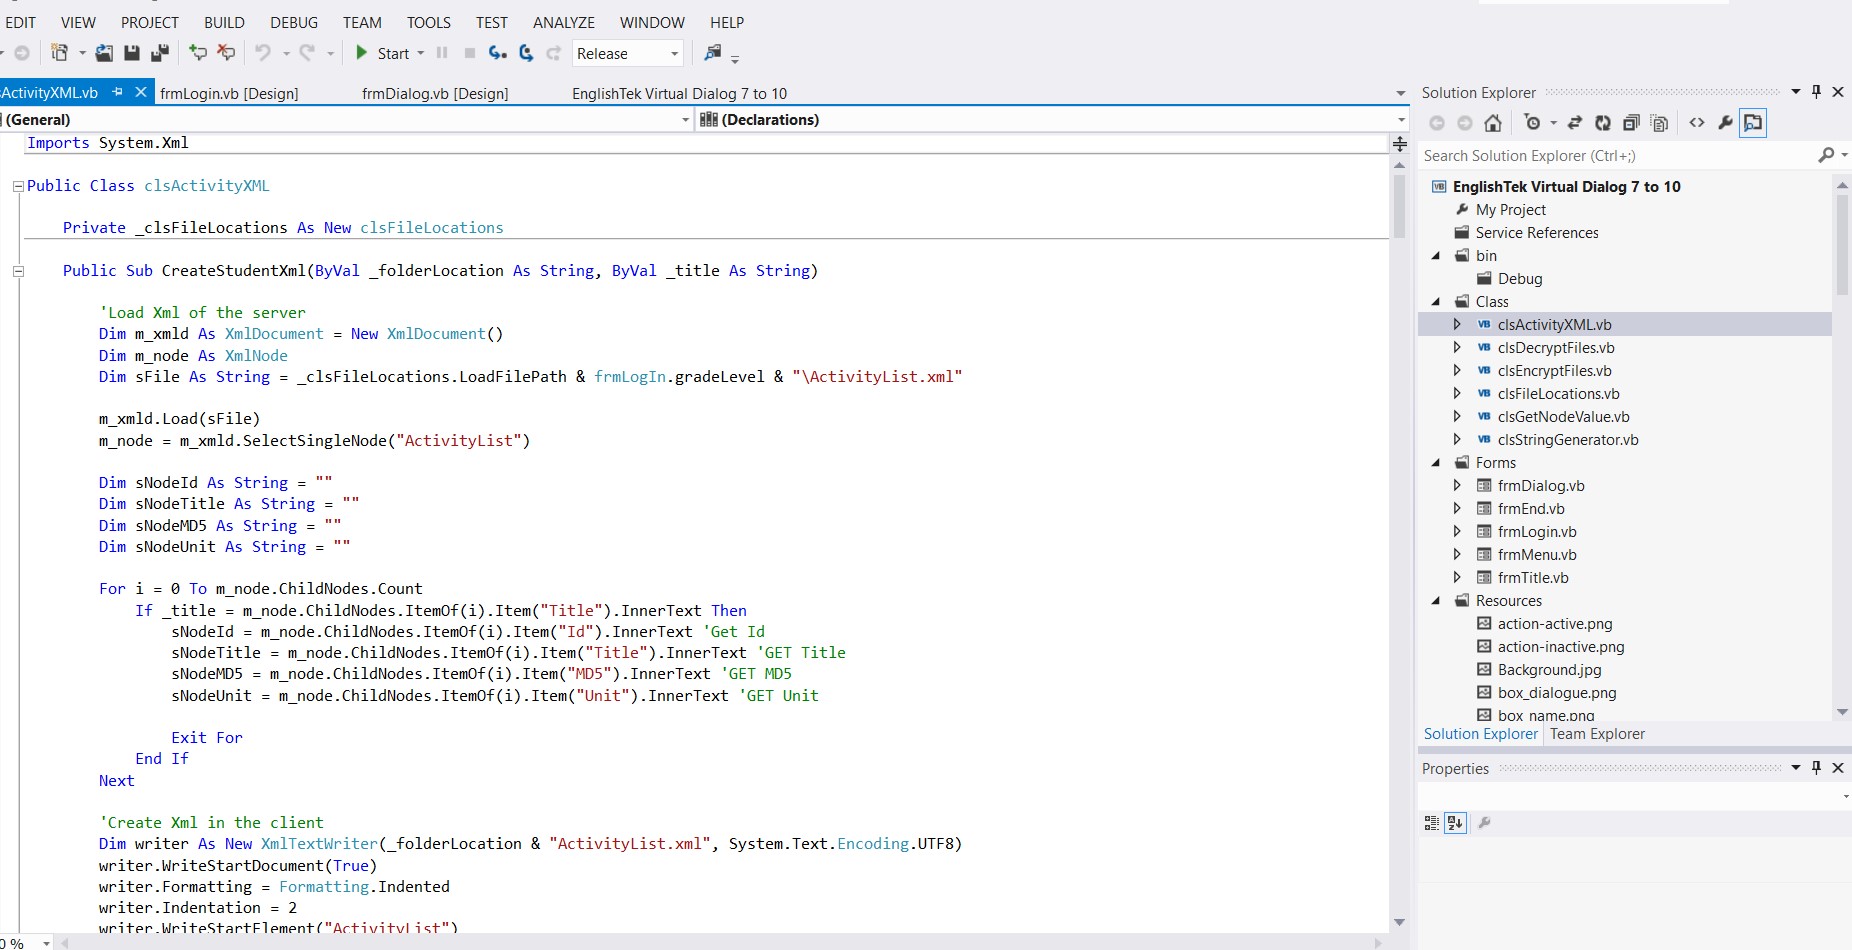 EDIT VIEW PROJECT BUILD DEBUG TEAM TOOLS TEST ANALYZE WINDOW HELP
Start Release
sActivityXML.vb frmLogin.vb [Design] frmDialog.vb [Design] EnglishTek Virtual Dialog 7 to 10
(General) (Declarations)
Imports System.Xml
Public Class clsActivityXML
Private _clsFileLocations As New clsFileLocations
Public Sub CreateStudentXml(ByVal _folderLocation As String, ByVal _title As String)
'Load Xml of the server
Dim m_xmld As XmlDocument = New XmlDocument()
Dim m_node As XmlNode
Dim sFile As String = _clsFileLocations.LoadFilePath & frmLogIn.gradeLevel & "\ActivityList.xml"
m_xmld.Load(sFile)
m_node = m_xmld.SelectSingleNode("ActivityList")
Dim sNodeId As String = ""
Dim sNodeTitle As String = ""
Dim sNodeMD5 As String = ""
Dim sNodeUnit As String = ""
For i = 0 To m_node.ChildNodes.Count
If _title = m_node.ChildNodes.ItemOf(i).Item("Title").InnerText Then
sNodeId = m_node.ChildNodes.ItemOf(i).Item("Id").InnerText 'Get Id
sNodeTitle = m_node.ChildNodes.ItemOf(i).Item("Title").InnerText 'GET Title
sNodeMD5 = m_node.ChildNodes.ItemOf(i).Item("MD5").InnerText 'GET MD5
sNodeUnit = m_node.ChildNodes.ItemOf(i).Item("Unit").InnerText 'GET Unit
Exit For
End If
Next
'Create Xml in the client
Dim writer As New XmlTextWriter(_folderLocation & "ActivityList.xml", System.Text.Encoding.UTF8)
writer.WriteStartDocument(True)
writer.Formatting = Formatting.Indented
writer.Indentation = 2
writer.WriteStartElement("ActivityList")
0 %
Solution Explorer
Search Solution Explorer (Ctrl+;)
EnglishTek Virtual Dialog 7 to 10
My Project
Service References
bin
Debug
Class
clsActivityXML.vb
clsDecryptFiles.vb
clsEncryptFiles.vb
clsFileLocations.vb
clsGetNodeValue.vb
clsStringGenerator.vb
Forms
frmDialog.vb
frmEnd.vb
frmLogin.vb
frmMenu.vb
frmTitle.vb
Resources
action-active.png
action-inactive.png
Background.jpg
box_dialogue.png
box_name.png
Solution Explorer Team Explorer
Properties